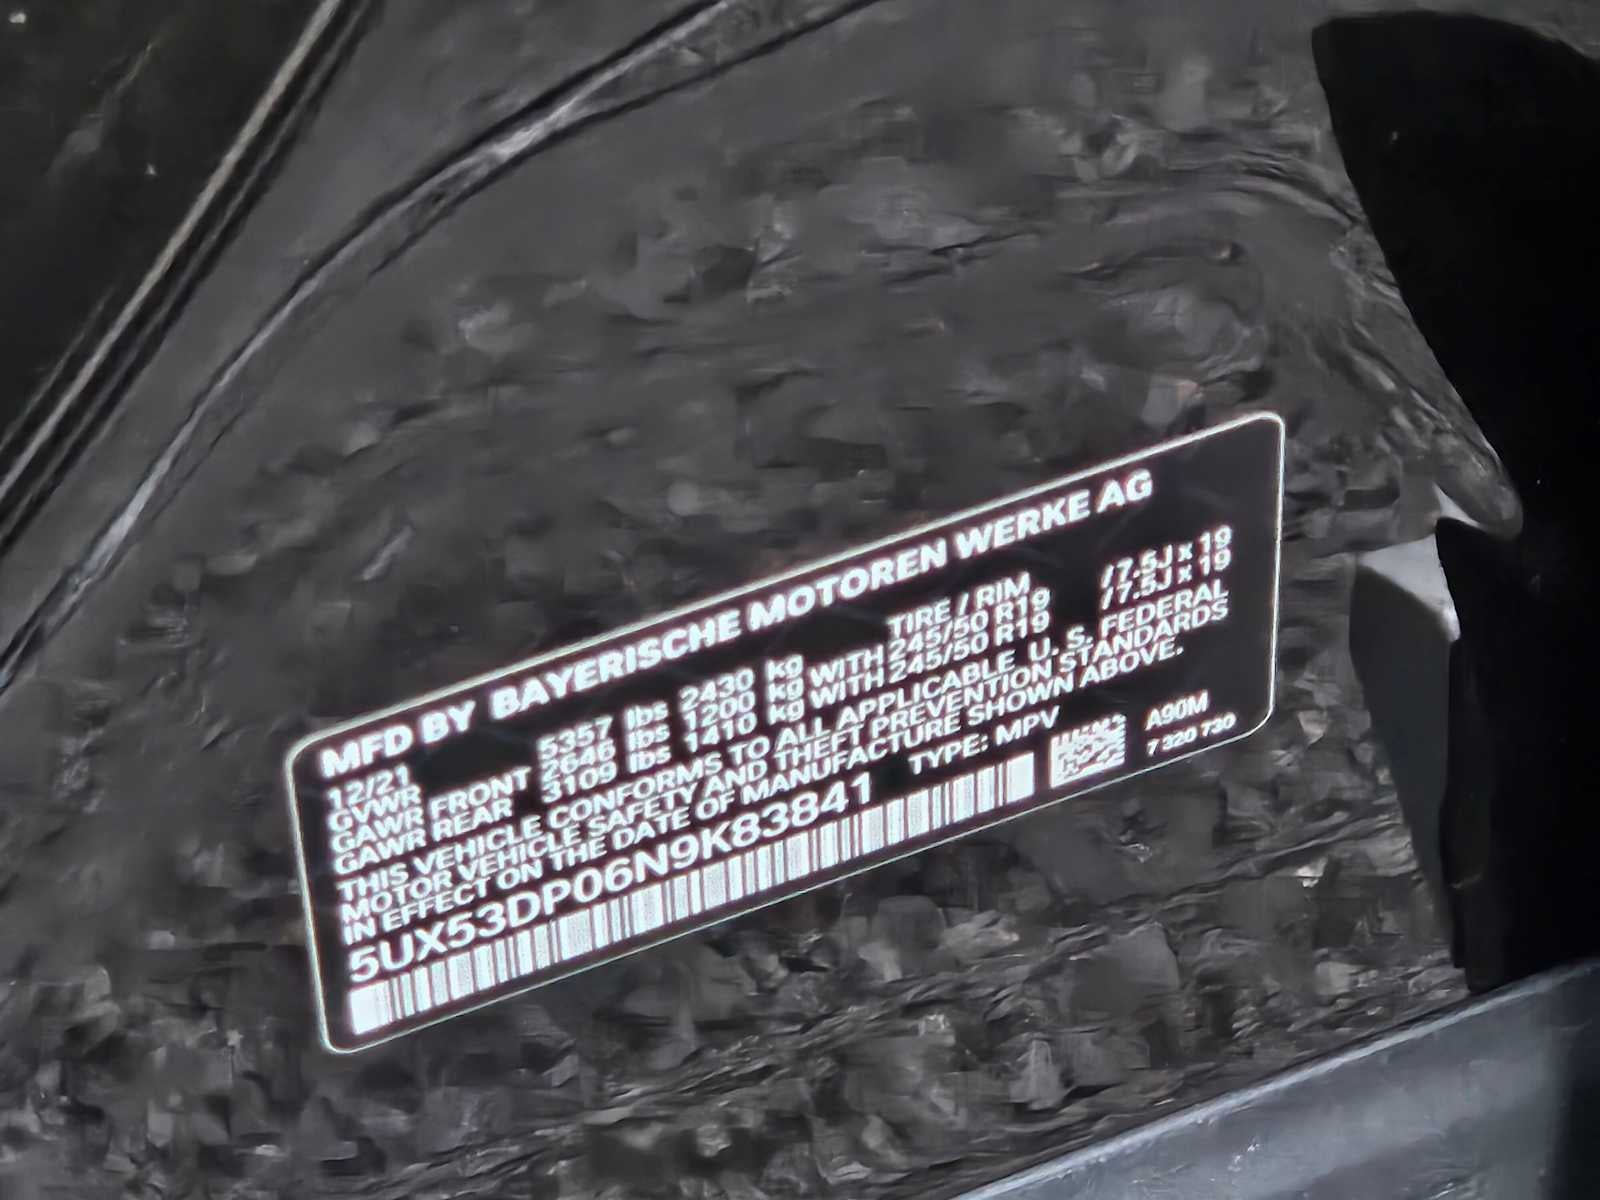 MFD BY BAYERISCHE MOTOREN WERKE AG
12/21 TIRE / RIM
GVWR 5357 lbs 2430 kg
GAWR FRONT 2646 lbs 1200 kg WITH 245/50 R19 / 7.5J x 19
GAWR REAR 3109 lbs 1410 kg WITH 245/50 R19 / 7.5J x 19
THIS VEHICLE CONFORMS TO ALL APPLICABLE U. S. FEDERAL
MOTOR VEHICLE SAFETY AND THEFT PREVENTION STANDARDS
IN EFFECT ON THE DATE OF MANUFACTURE SHOWN ABOVE.
5UX53DP06N9K83841 TYPE: MPV
A90M
7 320 730